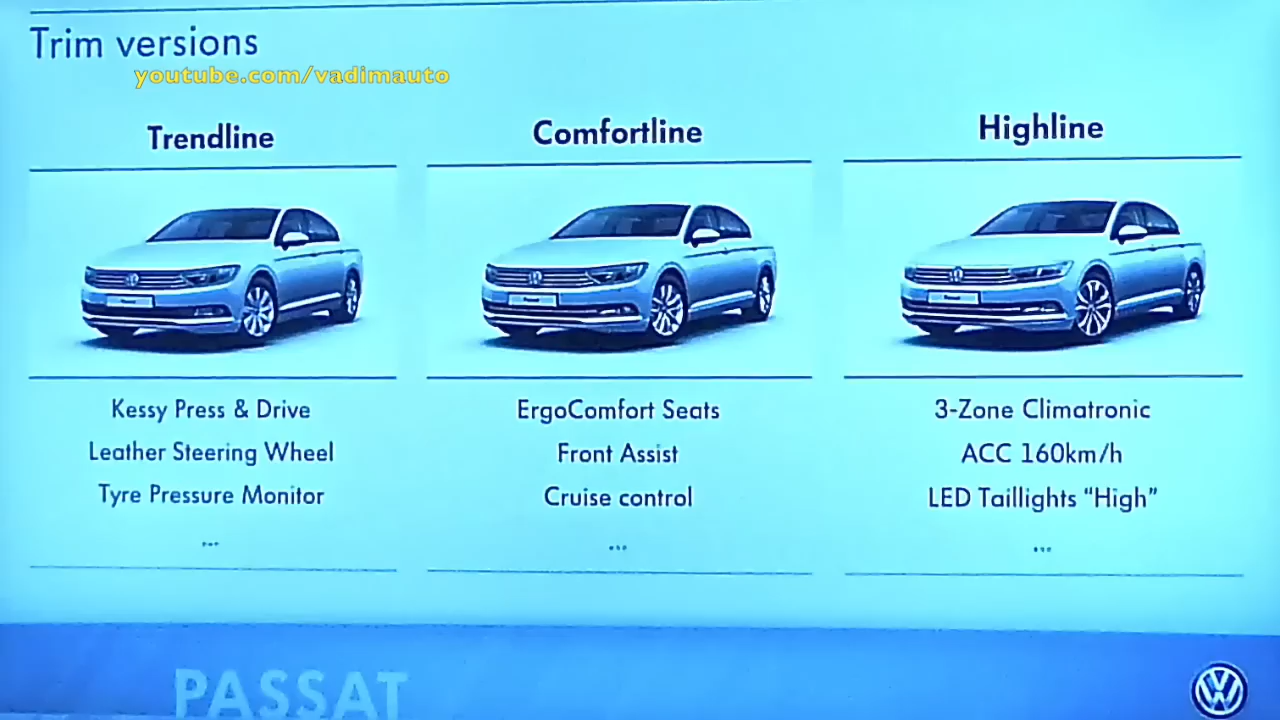 Trim versions
youtube.com/vadimauto
Trendline
Comfortline
Highline
Kessy Press & Drive
Leather Steering Wheel
Tyre Pressure Monitor
...
ErgoComfort Seats
Front Assist
Cruise control
...
3-Zone Climatronic
ACC 160km/h
LED Taillights “High”
...
PASSAT